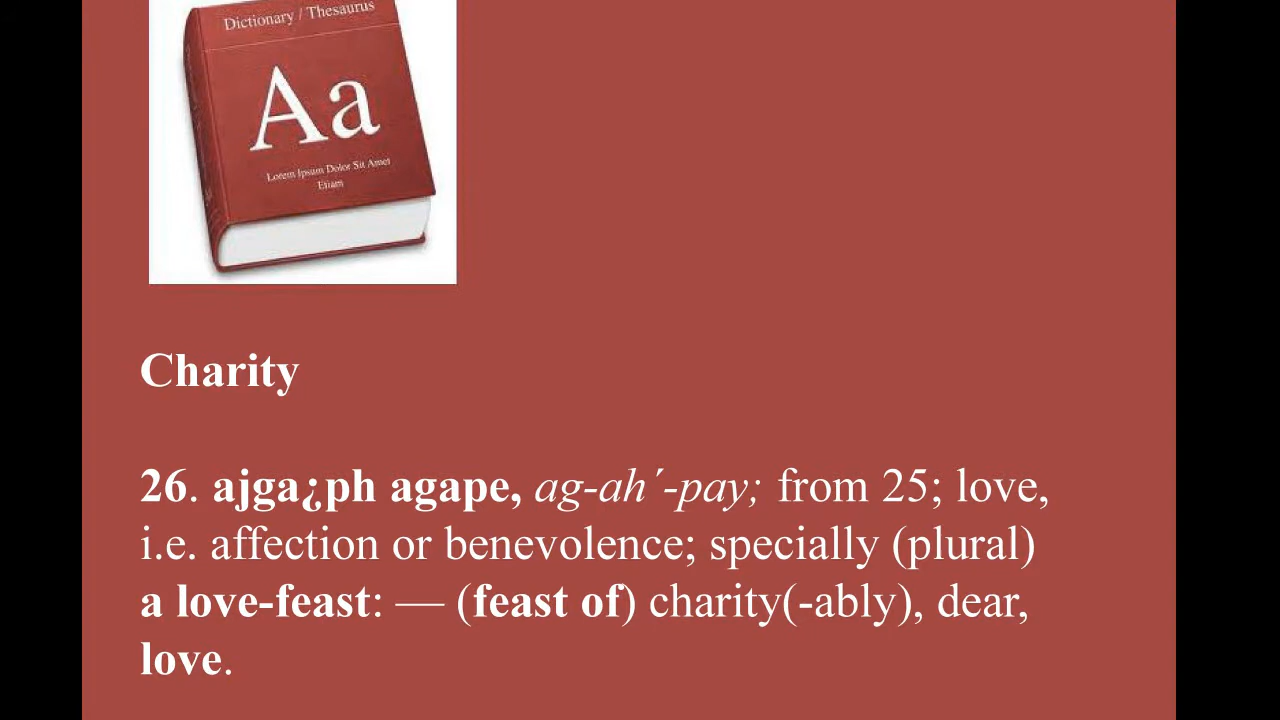 Dictionary / Thesaurus
Aa
Lorem Ipsum Dolor Sit Amet
Etiam
Charity
26. ajga¿ph agape, ag-ah´-pay; from 25; love,
i.e. affection or benevolence; specially (plural)
a love-feast: — (feast of) charity(-ably), dear,
love.